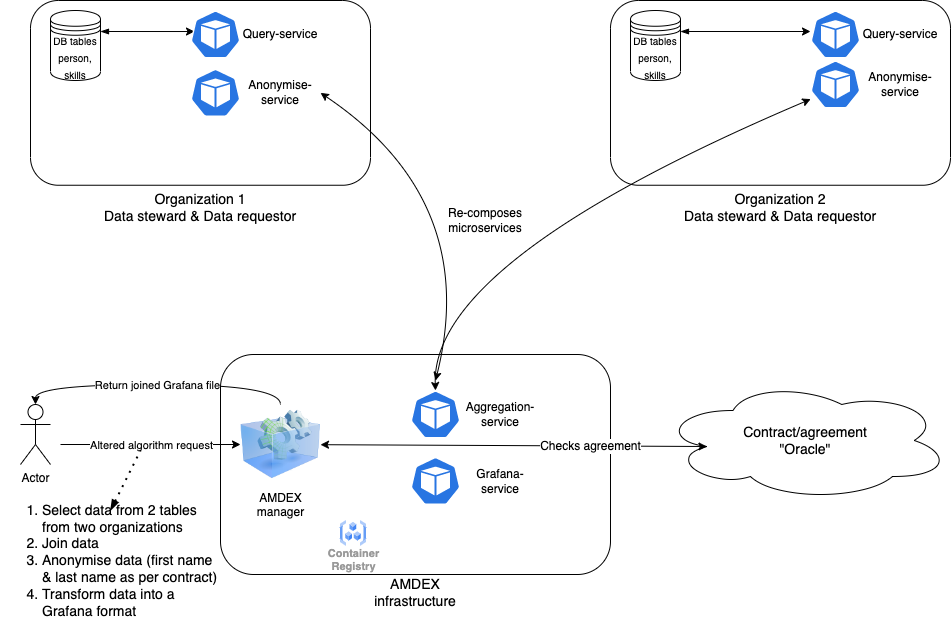 DB tables
person,
skills
Query-service
Anonymise-
service
Organization 1
Data steward & Data requestor
DB tables
person,
skills
Query-service
Anonymise-
service
Organization 2
Data steward & Data requestor
Re-composes
microservices
Return joined Grafana file
Actor
Altered algorithm request
AMDEX
manager
Aggregation-
service
Grafana-
service
Checks agreement
Contract/agreement
"Oracle"
Container
Registry
AMDEX
infrastructure
1. Select data from 2 tables
from two organizations
2. Join data
3. Anonymise data (first name
& last name as per contract)
4. Transform data into a
Grafana format